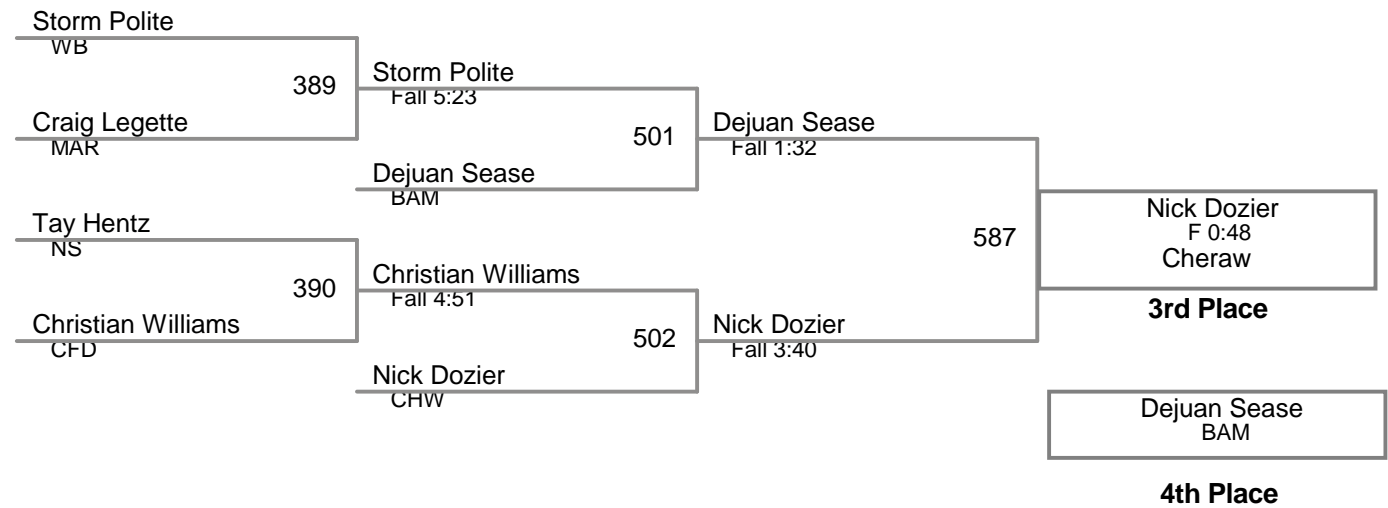 Storm Polite
WB
389
Storm Polite
Fall 5:23
Craig Legette
MAR
501
Dejuan Sease
Fall 1:32
Dejuan Sease
BAM
Tay Hentz
NS
587
Nick Dozier
F 0:48
Cheraw
3rd Place
390
Christian Williams
Fall 4:51
Christian Williams
CFD
502
Nick Dozier
Fall 3:40
Nick Dozier
CHW
Dejuan Sease
BAM
4th Place